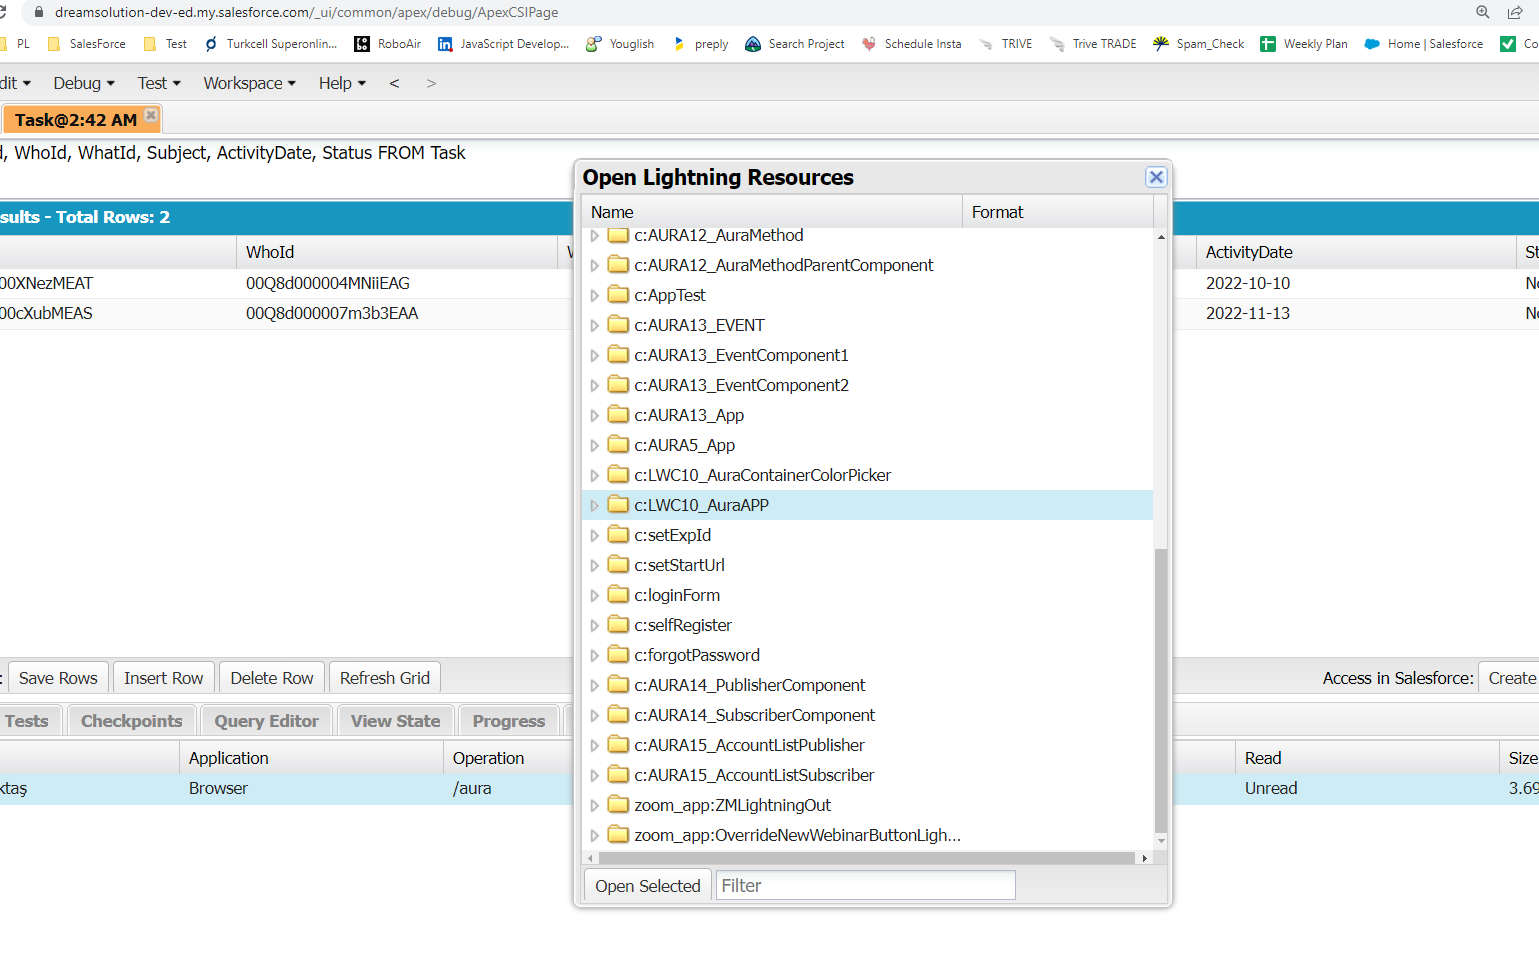 dreamsolution-dev-ed.my.salesforce.com/_ui/common/apex/debug/ApexCSIPage
PL SalesForce Test Turkcell Superonlin... RoboAir JavaScript Develop... Youglish preply Search Project Schedule Insta TRIVE Trive TRADE Spam_Check Weekly Plan Home | Salesforce Co
dit Debug Test Workspace Help < >
Task@2:42 AM
d, WhoId, WhatId, Subject, ActivityDate, Status FROM Task
Open Lightning Resources
sults - Total Rows: 2
Name Format
WhoId W ActivityDate St
00XNezMEAT 00Q8d000004MNiiEAG 2022-10-10 No
00cXubMEAS 00Q8d000007m3b3EAA 2022-11-13 No
c:AURA12_AuraMethod
c:AURA12_AuraMethodParentComponent
c:AppTest
c:AURA13_EVENT
c:AURA13_EventComponent1
c:AURA13_EventComponent2
c:AURA13_App
c:AURA5_App
c:LWC10_AuraContainerColorPicker
c:LWC10_AuraAPP
c:setExpId
c:setStartUrl
c:loginForm
c:selfRegister
c:forgotPassword
c:AURA14_PublisherComponent
c:AURA14_SubscriberComponent
c:AURA15_AccountListPublisher
c:AURA15_AccountListSubscriber
zoom_app:ZMLightningOut
zoom_app:OverrideNewWebinarButtonLigh...
Open Selected Filter
: Save Rows Insert Row Delete Row Refresh Grid Access in Salesforce: Create
Tests Checkpoints Query Editor View State Progress
Application Operation Read Size
ktaş Browser /aura Unread 3.69